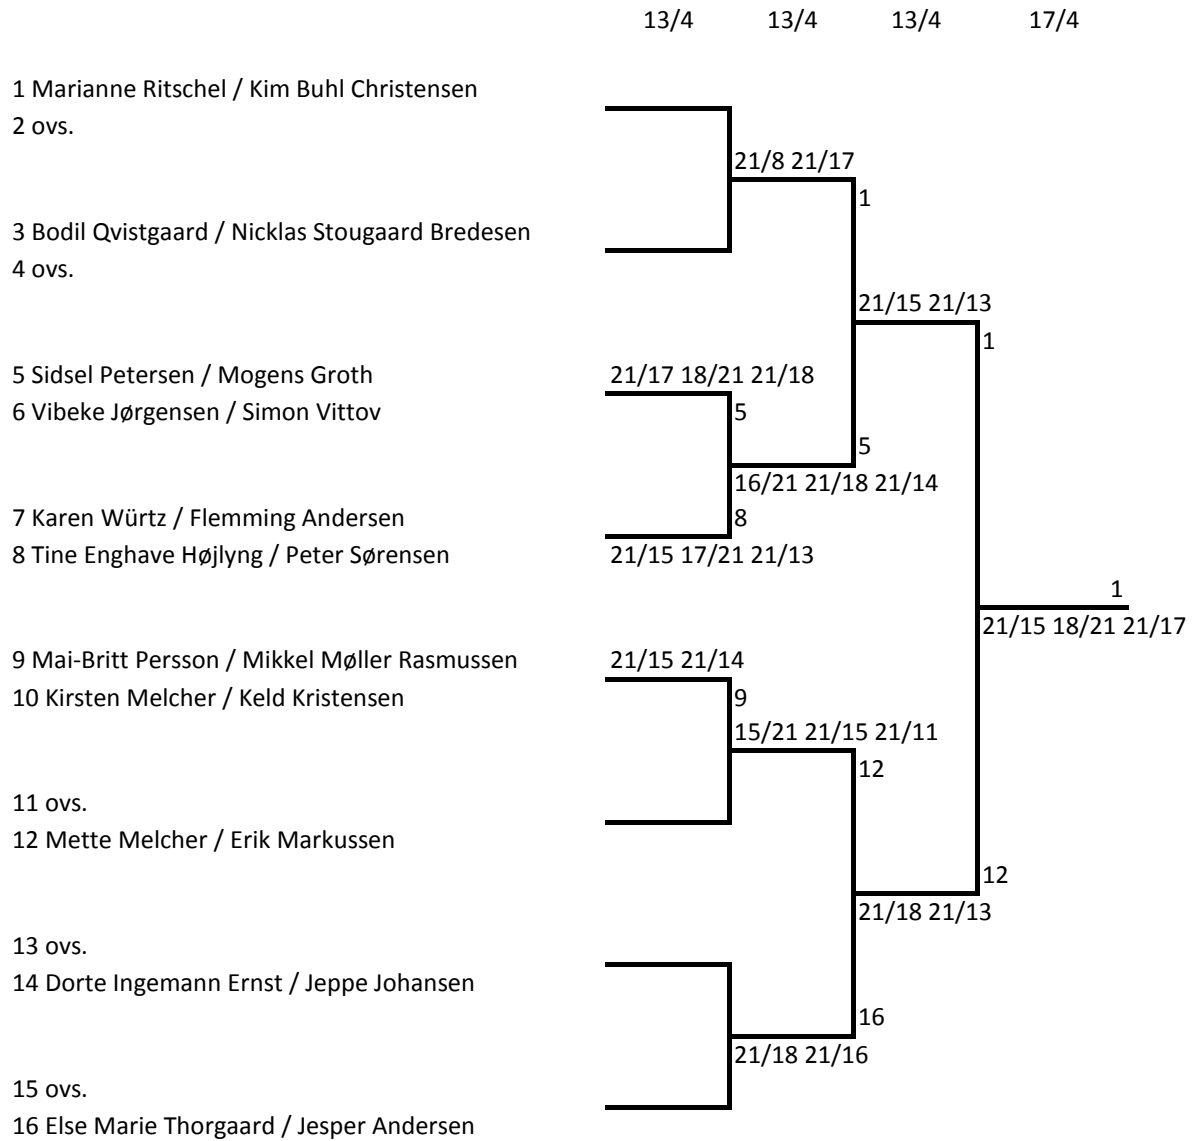 13/4 13/4 13/4 17/4
1 Marianne Ritschel / Kim Buhl Christensen
2 ovs.
21/8 21/17
1
3 Bodil Qvistgaard / Nicklas Stougaard Bredesen
4 ovs.
21/15 21/13
1
5 Sidsel Petersen / Mogens Groth 21/17 18/21 21/18
6 Vibeke Jørgensen / Simon Vittov 5
5
16/21 21/18 21/14
7 Karen Würtz / Flemming Andersen 8
8 Tine Enghave Højlyng / Peter Sørensen 21/15 17/21 21/13
1
21/15 18/21 21/17
9 Mai-Britt Persson / Mikkel Møller Rasmussen 21/15 21/14
10 Kirsten Melcher / Keld Kristensen 9
15/21 21/15 21/11
12
11 ovs.
12 Mette Melcher / Erik Markussen
12
21/18 21/13
13 ovs.
14 Dorte Ingemann Ernst / Jeppe Johansen
16
21/18 21/16
15 ovs.
16 Else Marie Thorgaard / Jesper Andersen